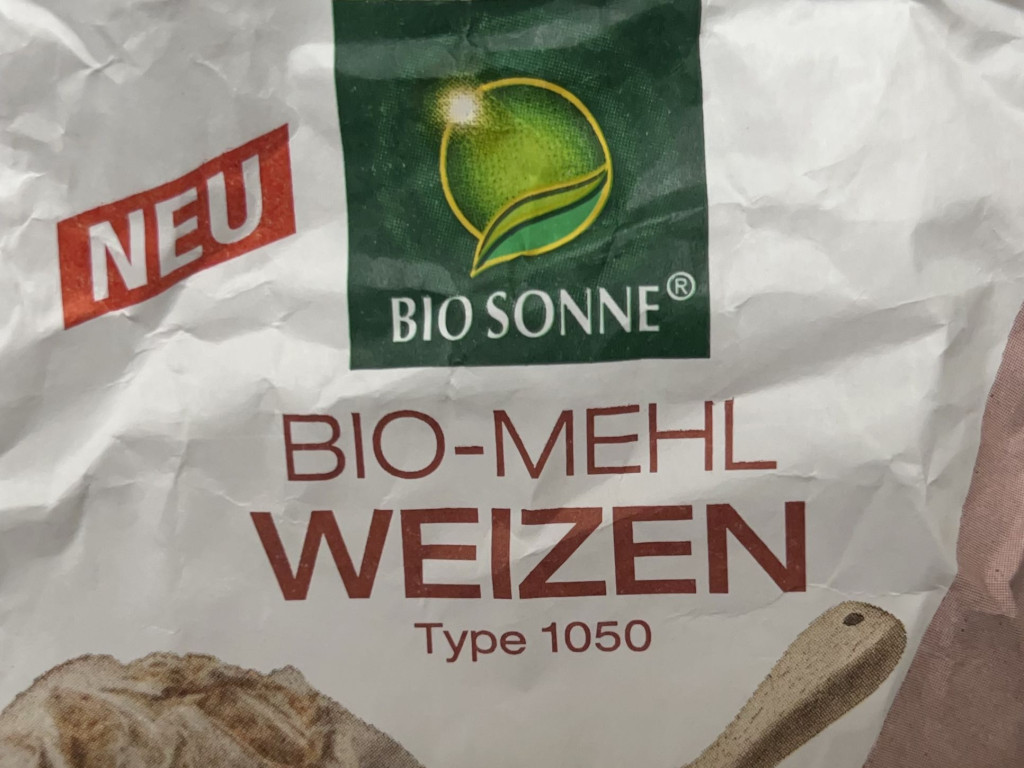 NEU
BIO SONNE®
BIO-MEHL
WEIZEN
Type 1050